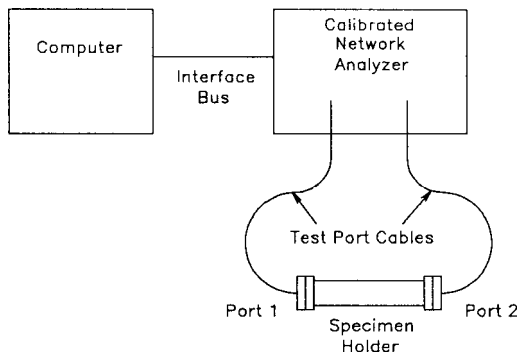 Computer
Interface
Bus
Calibrated
Network
Analyzer
Test Port Cables
Port 1
Port 2
Specimen
Holder